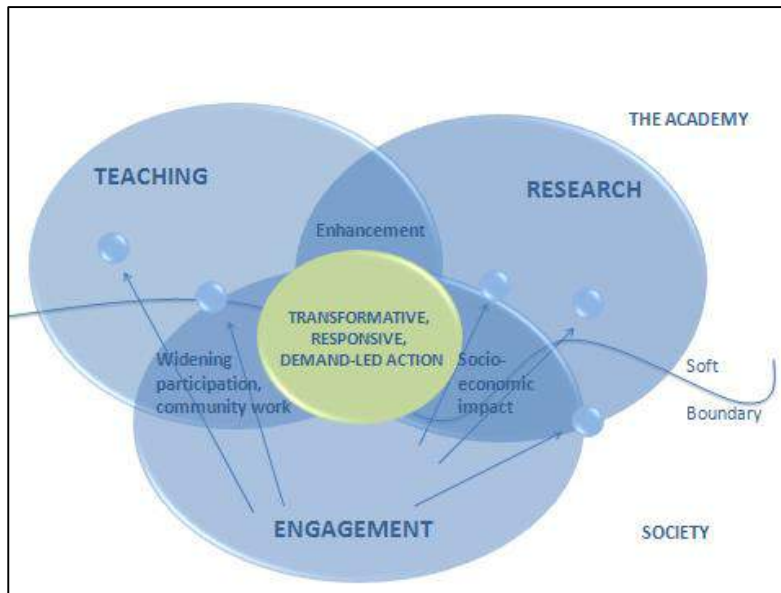 THE ACADEMY
TEACHING
RESEARCH
Enhancement
TRANSFORMATIVE,
RESPONSIVE,
DEMAND-LED ACTION
Widening
participation,
community work
Socio-
economic
impact
Soft
Boundary
ENGAGEMENT
SOCIETY